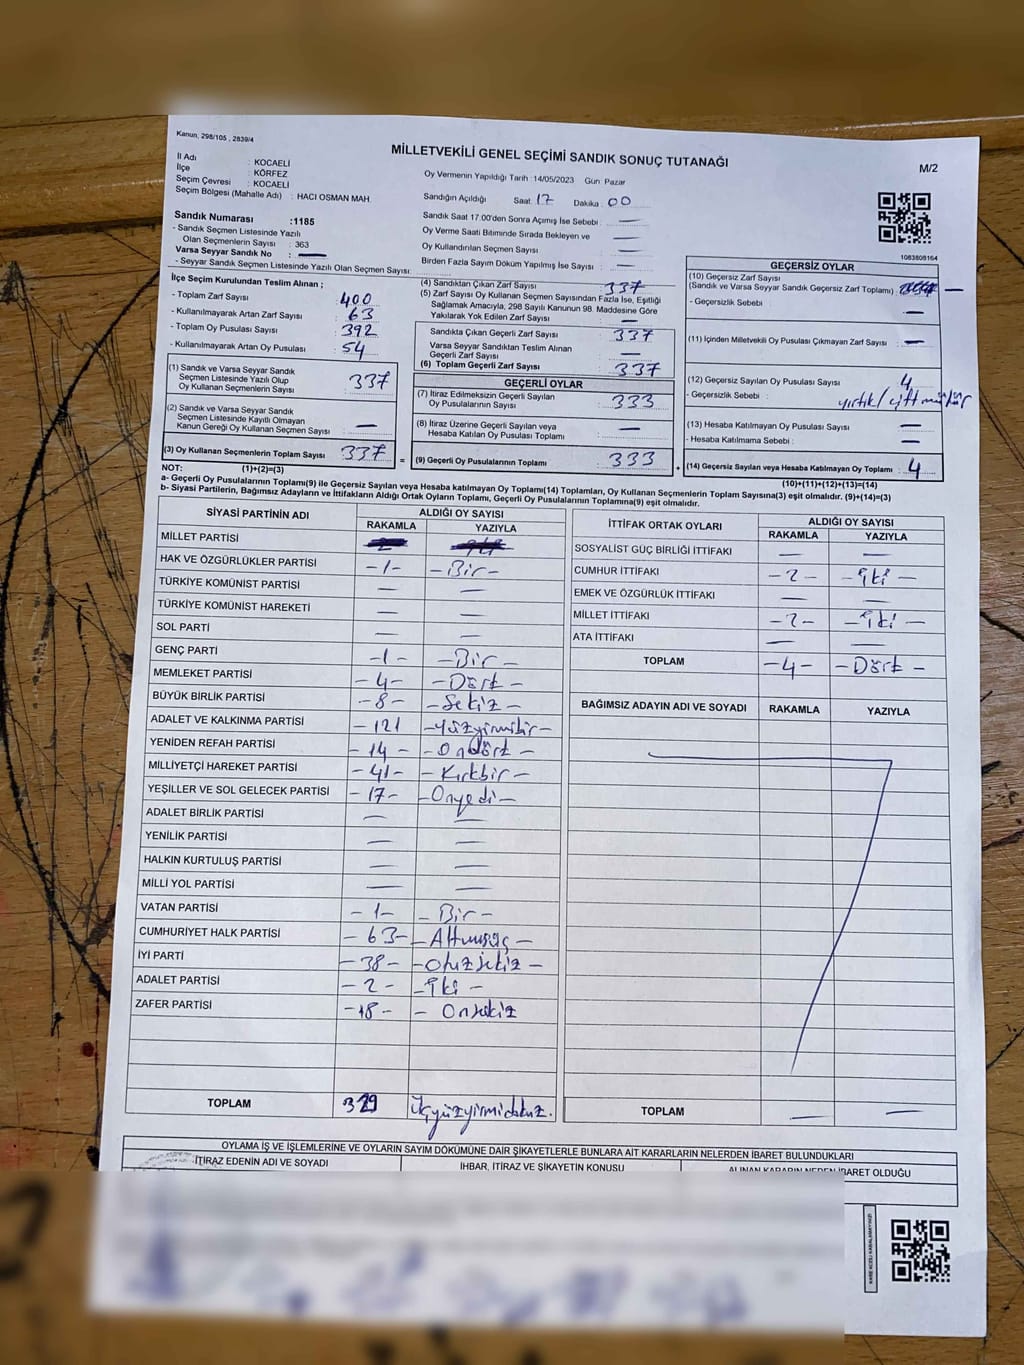 Kanun, 298/105 , 2839/4
MİLLETVEKİLİ GENEL SEÇİMİ SANDIK SONUÇ TUTANAĞI
M/2
İl Adı : KOCAELİ
İlçe : KÖRFEZ
Seçim Çevresi : KOCAELİ
Seçim Bölgesi (Mahalle Adı) : HACI OSMAN MAH.
Oy Vermenin Yapıldığı Tarih : 14/05/2023 Gün: Pazar
Sandığın Açıldığı Saat: 17 Dakika: 00
Sandık Saat 17.00'den Sonra Açımış İse Sebebi : —
Oy Verme Saati Bitiminde Sırada Bekleyen ve
Oy Kullandırılan Seçmen Sayısı : —
Birden Fazla Sayım Döküm Yapılmış İse Sayısı : —
Sandık Numarası :1185
- Sandık Seçmen Listesinde Yazılı
Olan Seçmenlerin Sayısı : 363
Varsa Seyyar Sandık No : —
- Seyyar Sandık Seçmen Listesinde Yazılı Olan Seçmen Sayısı:
1083808164
İlçe Seçim Kurulundan Teslim Alınan ;
- Toplam Zarf Sayısı : 400
- Kullanılmayarak Artan Zarf Sayısı : 63
- Toplam Oy Pusulası Sayısı : 392
- Kullanılmayarak Artan Oy Pusulası : 54
(1) Sandık ve Varsa Seyyar Sandık
Seçmen Listesinde Yazılı Olup
Oy Kullanan Seçmenlerin Sayısı : 337
(2) Sandık ve Varsa Seyyar Sandık
Seçmen Listesinde Kayıtlı Olmayan
Kanun Gereği Oy Kullanan Seçmen Sayısı : —
(3) Oy Kullanan Seçmenlerin Toplam Sayısı : 337
(4) Sandıktan Çıkan Zarf Sayısı : 337
(5) Zarf Sayısı Oy Kullanan Seçmen Sayısından Fazla İse, Eşitliği
Sağlamak Amacıyla, 298 Sayılı Kanunun 98. Maddesine Göre
Yakılarak Yok Edilen Zarf Sayısı : —
Sandıkta Çıkan Geçerli Zarf Sayısı : 337
Varsa Seyyar Sandıktan Teslim Alınan
Geçerli Zarf Sayısı : —
(6) Toplam Geçerli Zarf Sayısı : 337
GEÇERLİ OYLAR
(7) İtiraz Edilmeksizin Geçerli Sayılan
Oy Pusulalarının Sayısı : 333
(8) İtiraz Üzerine Geçerli Sayılan veya
Hesaba Katılan Oy Pusulası Toplamı : —
= (9) Geçerli Oy Pusulalarının Toplamı : 333
GEÇERSİZ OYLAR
(10) Geçersiz Zarf Sayısı
(Sandık ve Varsa Seyyar Sandık Geçersiz Zarf Toplamı) : —
- Geçersizlik Sebebi : —
(11) İçinden Milletvekili Oy Pusulası Çıkmayan Zarf Sayısı : —
(12) Geçersiz Sayılan Oy Pusulası Sayısı : 4
- Geçersizlik Sebebi : yırtık/çift mühür
(13) Hesaba Katılmayan Oy Pusulası Sayısı : —
- Hesaba Katılmama Sebebi : —
+ (14) Geçersiz Sayılan veya Hesaba Katılmayan Oy Toplamı : 4
NOT: (1)+(2)=(3)
(10)+(11)+(12)+(13)=(14)
a- Geçerli Oy Pusulalarının Toplamı(9) ile Geçersiz Sayılan veya Hesaba katılmayan Oy Toplamı(14) Toplamları, Oy Kullanan Seçmenlerin Toplam Sayısına(3) eşit olmalıdır. (9)+(14)=(3)
b- Siyasi Partilerin, Bağımsız Adayların ve İttifakların Aldığı Ortak Oyların Toplamı, Geçerli Oy Pusulalarının Toplamına(9) eşit olmalıdır.
SİYASİ PARTİNİN ADI ALDIĞI OY SAYISI
RAKAMLA YAZIYLA
MİLLET PARTİSİ
HAK VE ÖZGÜRLÜKLER PARTİSİ -1- -Bir-
TÜRKİYE KOMÜNİST PARTİSİ — —
TÜRKİYE KOMÜNİST HAREKETİ — —
SOL PARTİ — —
GENÇ PARTİ -1- -Bir-
MEMLEKET PARTİSİ -4- -Dört-
BÜYÜK BİRLİK PARTİSİ -8- -Sekiz-
ADALET VE KALKINMA PARTİSİ -121 -Yüzyirmibir-
YENİDEN REFAH PARTİSİ -14- -Ondört-
MİLLİYETÇİ HAREKET PARTİSİ -41- -Kırkbir-
YEŞİLLER VE SOL GELECEK PARTİSİ -17- -Onyedi-
ADALET BİRLİK PARTİSİ — —
YENİLİK PARTİSİ — —
HALKIN KURTULUŞ PARTİSİ — —
MİLLİ YOL PARTİSİ — —
VATAN PARTİSİ -1- -Bir-
CUMHURİYET HALK PARTİSİ -63- -Altmışüç-
İYİ PARTİ -38- -Otuzsekiz-
ADALET PARTİSİ -2- -İki-
ZAFER PARTİSİ -18- -Onsekiz
TOPLAM 329 Üçyüzyirmidokuz.
İTTİFAK ORTAK OYLARI ALDIĞI OY SAYISI
RAKAMLA YAZIYLA
SOSYALİST GÜÇ BİRLİĞİ İTTİFAKI — —
CUMHUR İTTİFAKI -2- -İki-
EMEK VE ÖZGÜRLÜK İTTİFAKI — —
MİLLET İTTİFAKI -2- -İki-
ATA İTTİFAKI — —
TOPLAM -4- -Dört-
BAĞIMSIZ ADAYIN ADI VE SOYADI RAKAMLA YAZIYLA
TOPLAM — —
OYLAMA İŞ VE İŞLEMLERİNE VE OYLARIN SAYIM DÖKÜMÜNE DAİR ŞİKAYETLERLE BUNLARA AİT KARARLARIN NELERDEN İBARET BULUNDUKLARI
İTİRAZ EDENİN ADI VE SOYADI İHBAR, İTİRAZ VE ŞİKAYETİN KONUSU ALINAN KARARIN NEDEN İBARET OLDUĞU